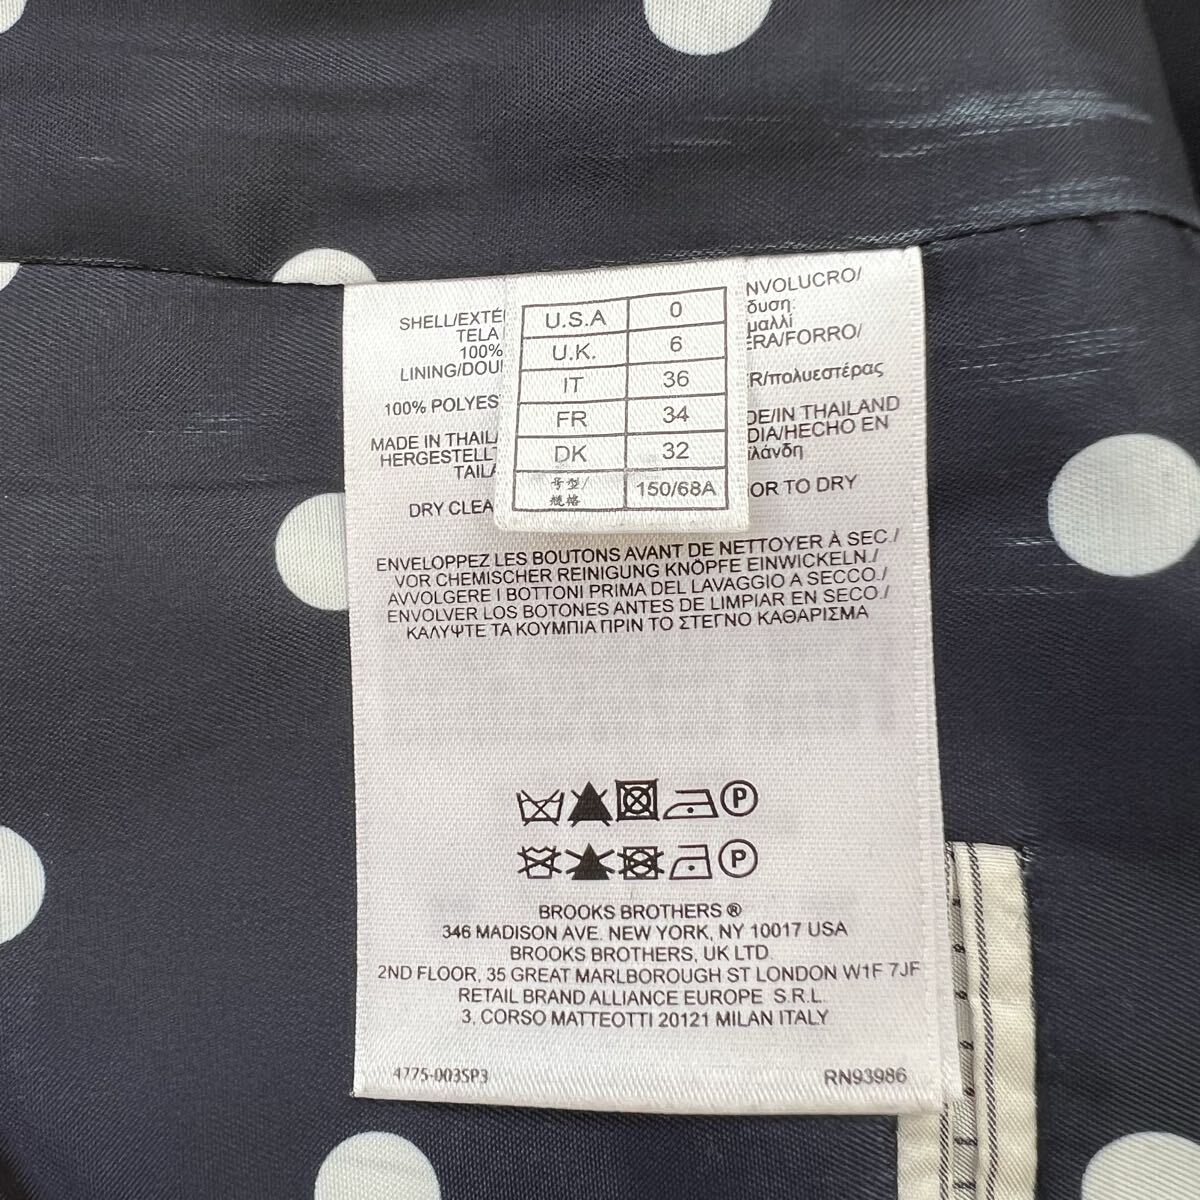 SHELL/EXTÉ
TELA
100%
LINING/DOU
100% POLYES
MADE IN THAIL
HERGESTELLT
TAIL
DRY CLEA
U.S.A 0
U.K. 6
IT 36
FR 34
DK 32
号型/规格 150/68A
NVOLUCRO/
δυση:
μαλλί
ERA/FORRO/
R/πολυεστέρας
DE/IN THAILAND
DIA/HECHO EN
ϊλάνδη
OR TO DRY
ENVELOPPEZ LES BOUTONS AVANT DE NETTOYER À SEC./
VOR CHEMISCHER REINIGUNG KNÖPFE EINWICKELN./
AVVOLGERE I BOTTONI PRIMA DEL LAVAGGIO A SECCO./
ENVOLVER LOS BOTONES ANTES DE LIMPIAR EN SECO./
ΚΑΛΥΨΤΕ ΤΑ ΚΟΥΜΠΙΑ ΠΡΙΝ ΤΟ ΣΤΕΓΝΟ ΚΑΘΑΡΙΣΜΑ
P
P
BROOKS BROTHERS ®
346 MADISON AVE. NEW YORK, NY 10017 USA
BROOKS BROTHERS, UK LTD.
2ND FLOOR, 35 GREAT MARLBOROUGH ST LONDON W1F 7JF
RETAIL BRAND ALLIANCE EUROPE S.R.L.
3, CORSO MATTEOTTI 20121 MILAN ITALY
4775-003SP3
RN93986